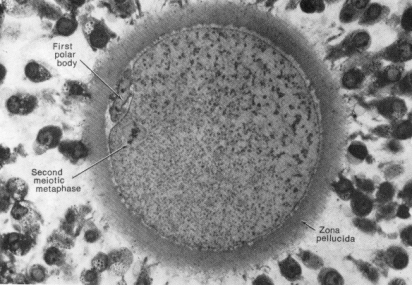 First
polar
body
Second
meiotic
metaphase
Zona
pellucida